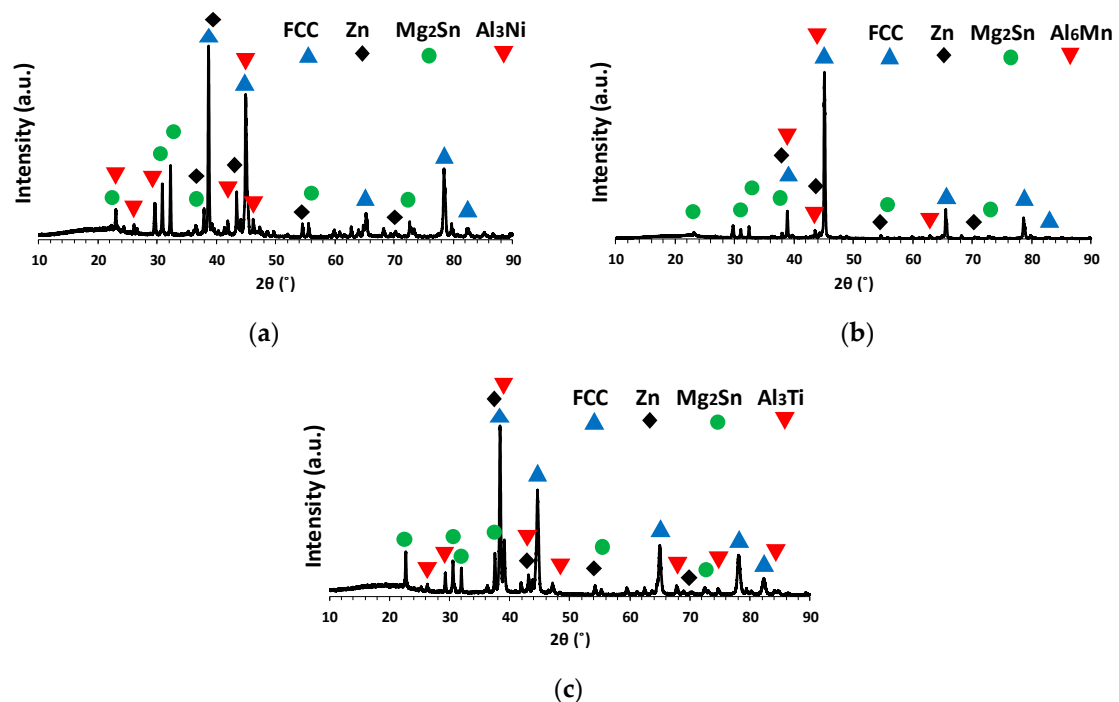 FCC Zn Mg2Sn Al3Ni
Intensity (a.u.)
10 20 30 40 50 60 70 80 90
2θ (˚)
(a)
FCC Zn Mg2Sn Al6Mn
Intensity (a.u.)
10 20 30 40 50 60 70 80 90
2θ (˚)
(b)
FCC Zn Mg2Sn Al3Ti
Intensity (a.u.)
10 20 30 40 50 60 70 80 90
2θ (˚)
(c)